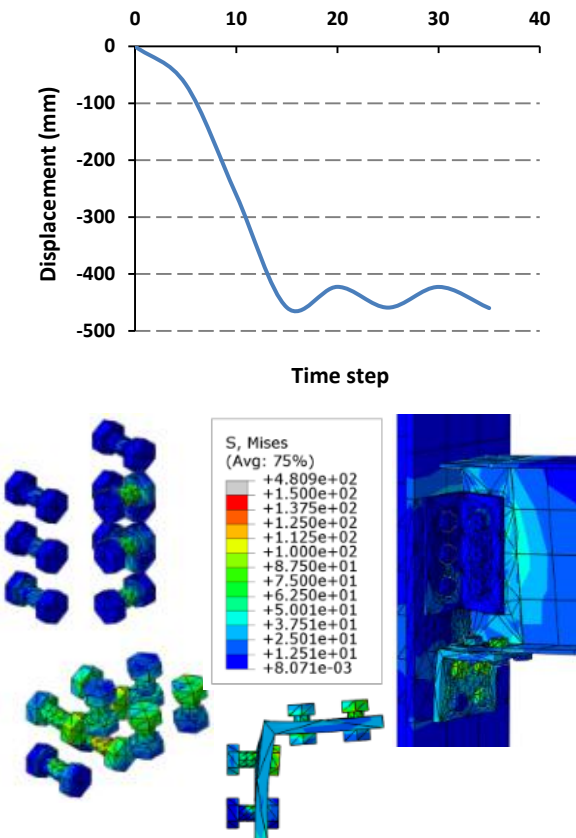 0 10 20 30 40
0
-100
-200
-300
-400
-500
Displacement (mm)
Time step
S, Mises
(Avg: 75%)
+4.809e+02
+1.500e+02
+1.375e+02
+1.250e+02
+1.125e+02
+1.000e+02
+8.750e+01
+7.500e+01
+6.250e+01
+5.001e+01
+3.751e+01
+2.501e+01
+1.251e+01
+8.071e-03